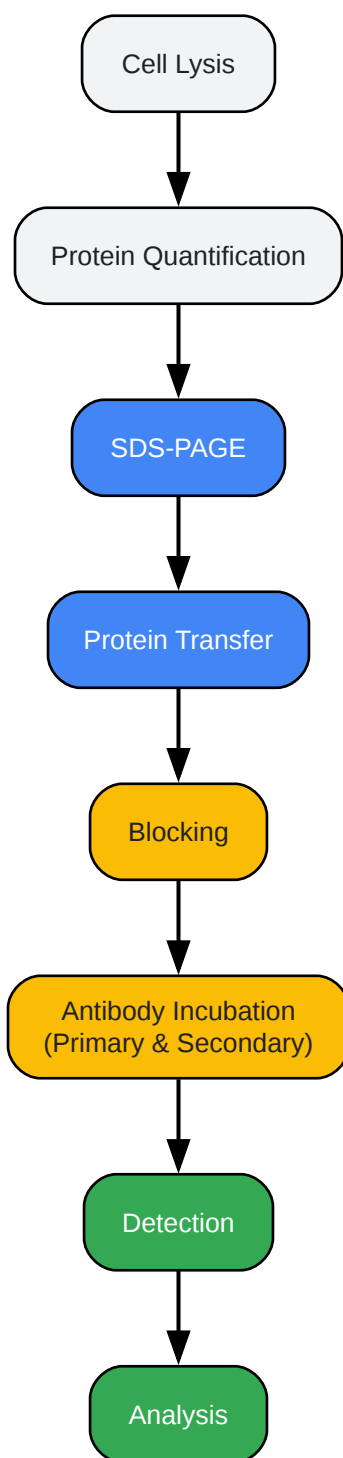 Cell Lysis
Protein Quantification
SDS-PAGE
Protein Transfer
Blocking
Antibody Incubation
(Primary & Secondary)
Detection
Analysis